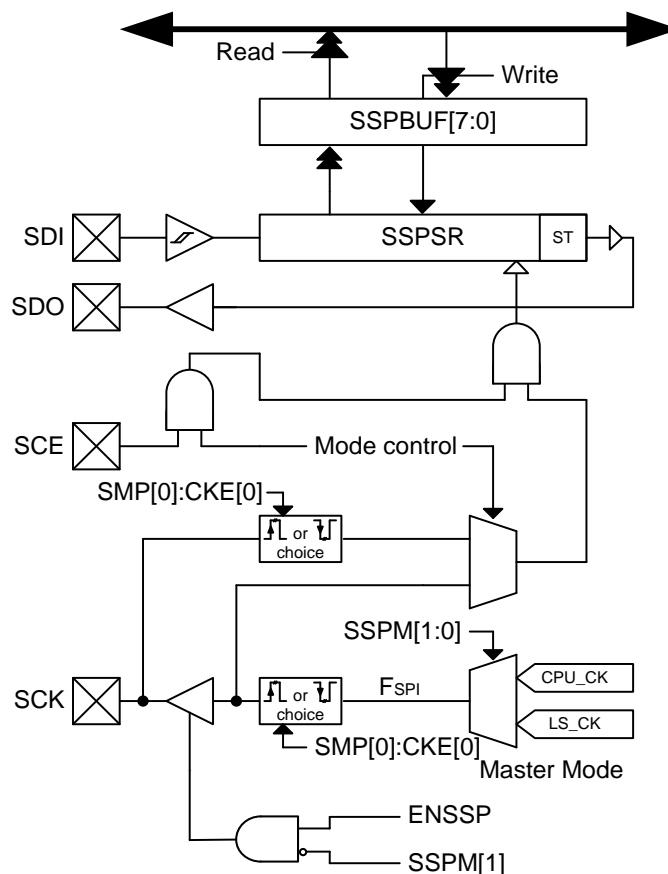 Read
Write
SSPBUF[7:0]
SDI
SSPSR
ST
SDO
SCE
Mode control
SMP[0]:CKE[0]
or
choice
SSPM[1:0]
SCK
or
choice
FSPI
CPU_CK
LS_CK
SMP[0]:CKE[0]
Master Mode
ENSSP
SSPM[1]